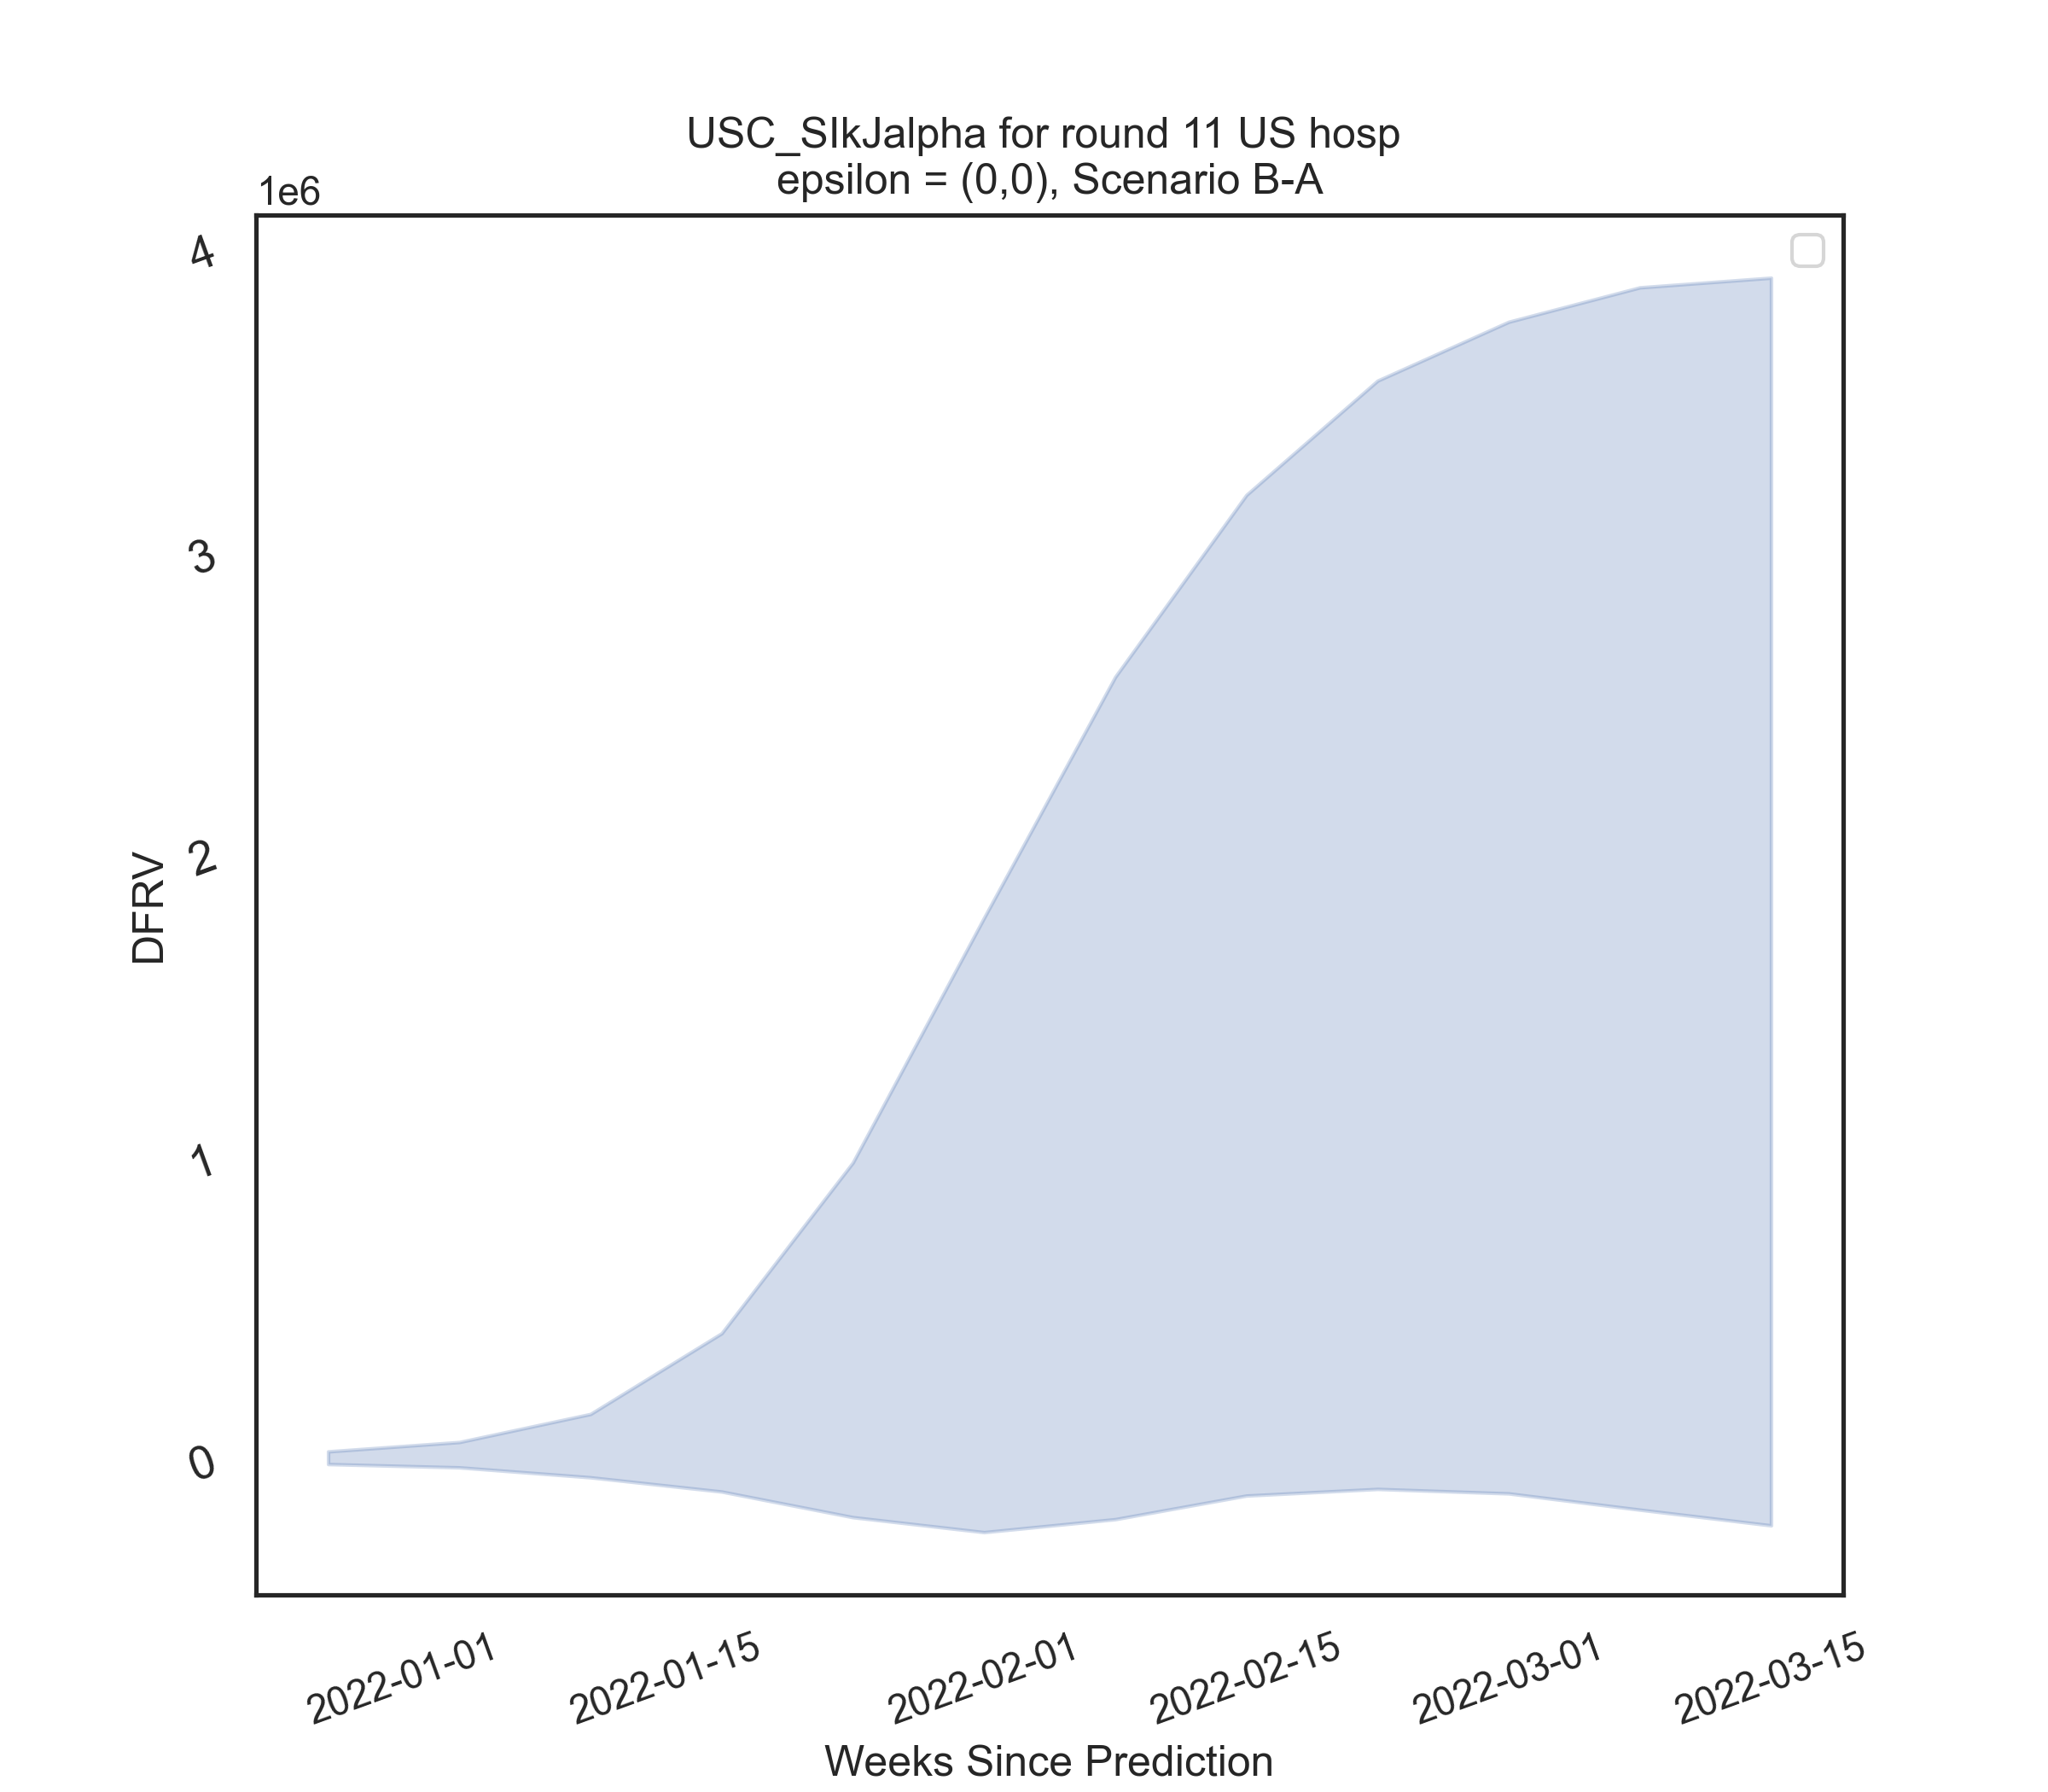 USC_SIkJalpha for round 11 US hosp
epsilon = (0,0), Scenario B-A
1e6
4
3
2
1
0
DFRV
2022-01-01
2022-01-15
2022-02-01
2022-02-15
2022-03-01
2022-03-15
Weeks Since Prediction